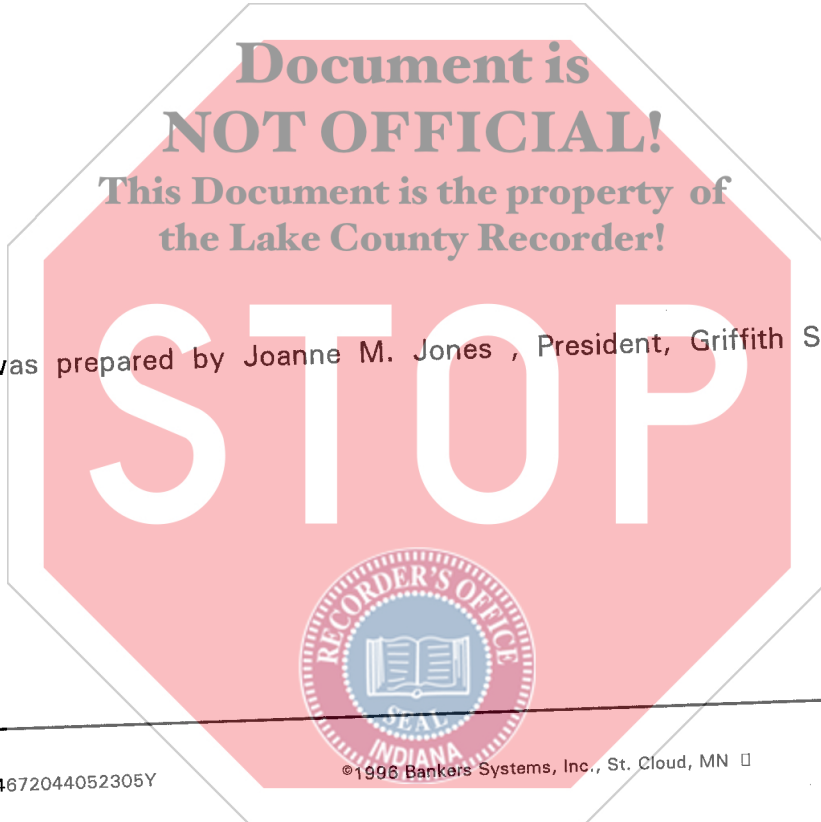 Document is
NOT OFFICIAL!
This Document is the property of
the Lake County Recorder!
was prepared by Joanne M. Jones , President, Griffith S
STOP
RECORDER'S OFFICE
SEAL
INDIANA
4672044052305Y
©1996 Bankers Systems, Inc., St. Cloud, MN